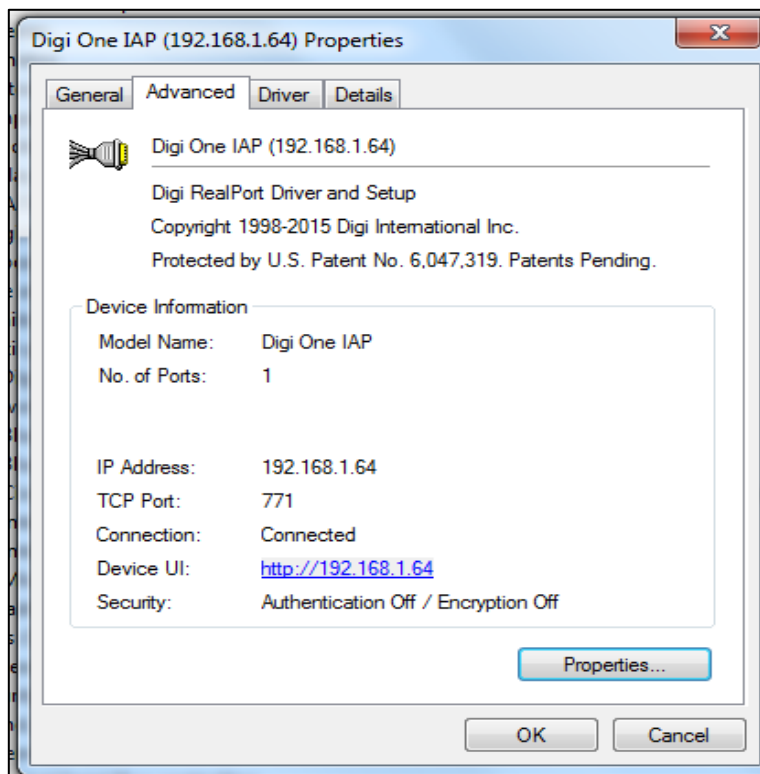 Digi One IAP (192.168.1.64) Properties
General Advanced Driver Details
Digi One IAP (192.168.1.64)
Digi RealPort Driver and Setup
Copyright 1998-2015 Digi International Inc.
Protected by U.S. Patent No. 6,047,319. Patents Pending.
Device Information
Model Name: Digi One IAP
No. of Ports: 1
IP Address: 192.168.1.64
TCP Port: 771
Connection: Connected
Device UI: http://192.168.1.64
Security: Authentication Off / Encryption Off
Properties...
OK Cancel